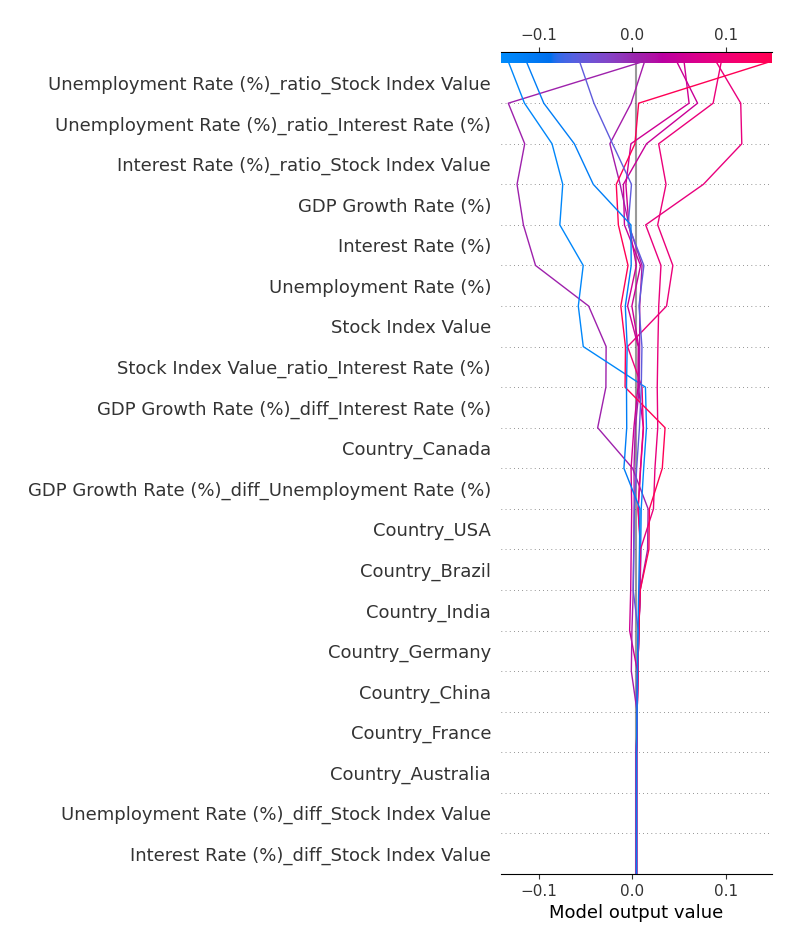 −0.1 0.0 0.1
Unemployment Rate (%)_ratio_Stock Index Value
Unemployment Rate (%)_ratio_Interest Rate (%)
Interest Rate (%)_ratio_Stock Index Value
GDP Growth Rate (%)
Interest Rate (%)
Unemployment Rate (%)
Stock Index Value
Stock Index Value_ratio_Interest Rate (%)
GDP Growth Rate (%)_diff_Interest Rate (%)
Country_Canada
GDP Growth Rate (%)_diff_Unemployment Rate (%)
Country_USA
Country_Brazil
Country_India
Country_Germany
Country_China
Country_France
Country_Australia
Unemployment Rate (%)_diff_Stock Index Value
Interest Rate (%)_diff_Stock Index Value
−0.1 0.0 0.1
Model output value